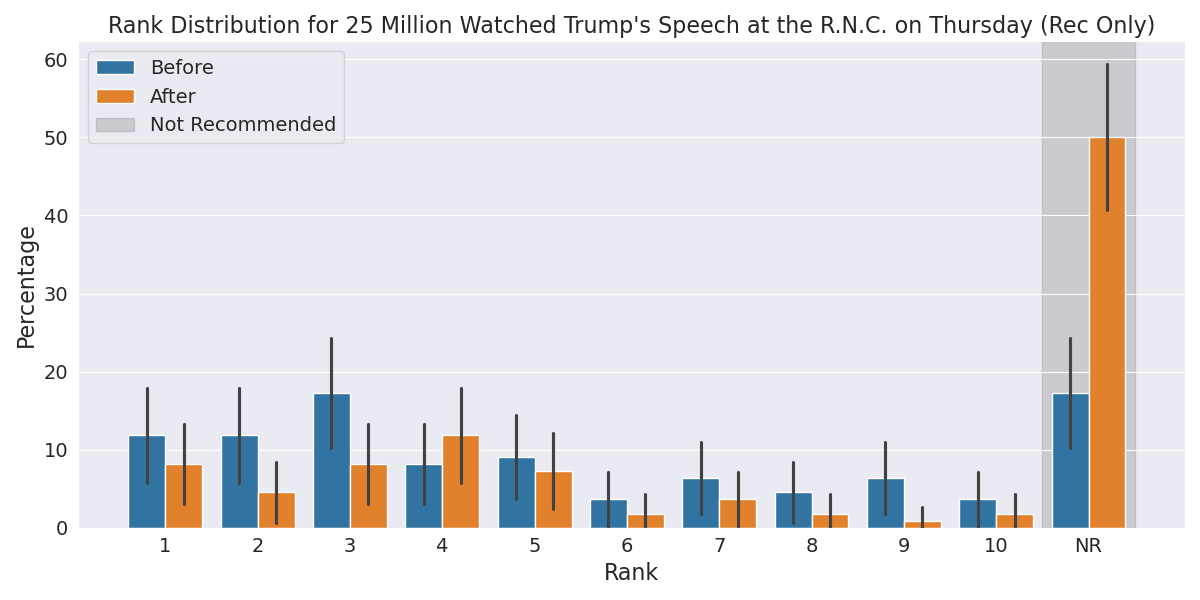 Rank Distribution for 25 Million Watched Trump's Speech at the R.N.C. on Thursday (Rec Only)
Before
After
Not Recommended
Percentage
60
50
40
30
20
10
0
1 2 3 4 5 6 7 8 9 10 NR
Rank